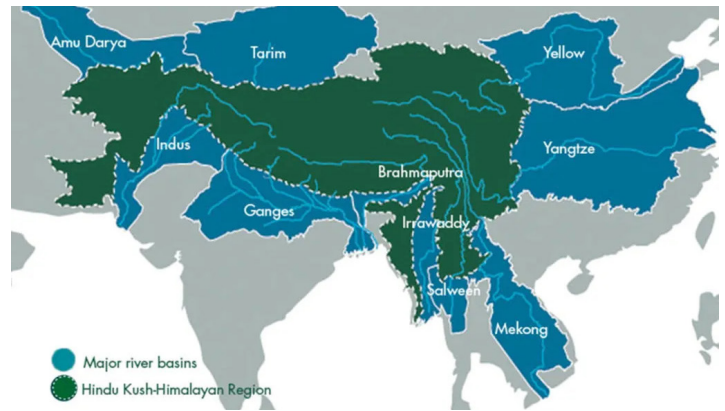 Amu Darya
Tarim
Yellow
Indus
Yangtze
Brahmaputra
Ganges
Irrawaddy
Salween
Mekong
Major river basins
Hindu Kush-Himalayan Region